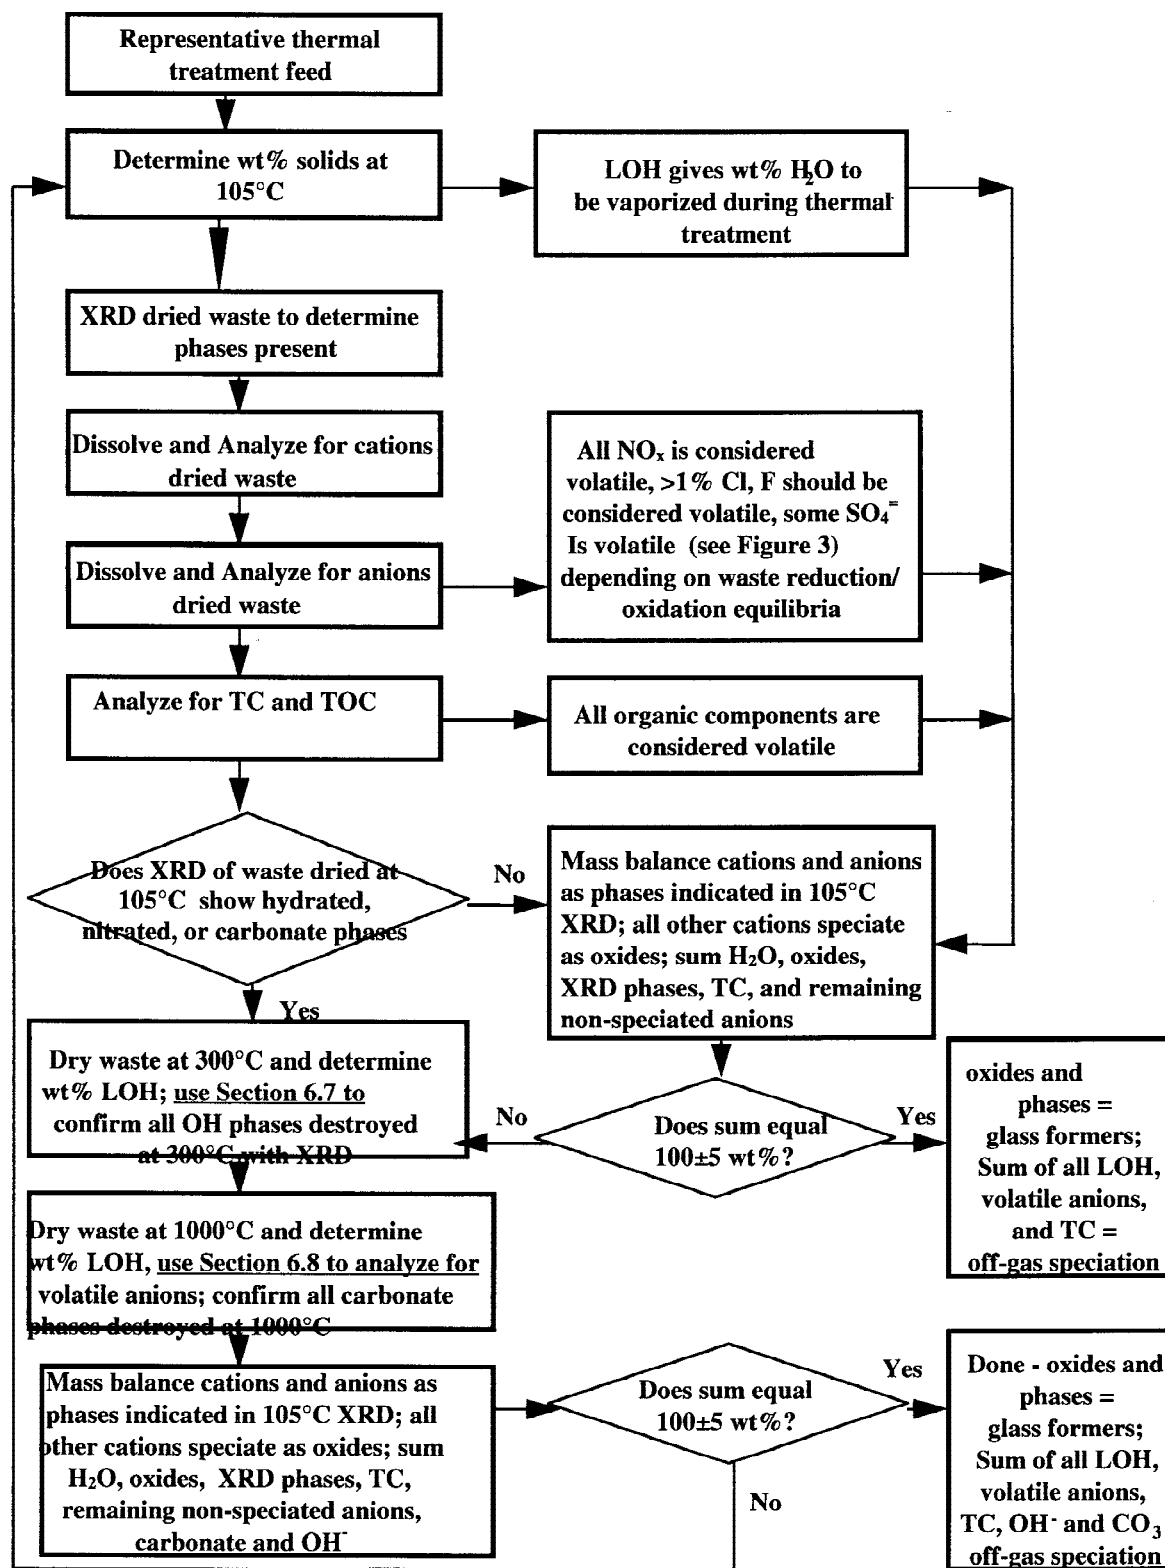 Representative thermal
treatment feed
Determine wt% solids at
105°C
LOH gives wt% H₂O to
be vaporized during thermal
treatment
XRD dried waste to determine
phases present
Dissolve and Analyze for cations
dried waste
All NOₓ is considered
volatile, >1% Cl, F should be
considered volatile, some SO₄⁼
Is volatile (see Figure 3)
depending on waste reduction/
oxidation equilibria
Dissolve and Analyze for anions
dried waste
Analyze for TC and TOC
All organic components are
considered volatile
Does XRD of waste dried at
105°C show hydrated,
nitrated, or carbonate phases
No
Yes
Mass balance cations and anions
as phases indicated in 105°C
XRD; all other cations speciate
as oxides; sum H₂O, oxides,
XRD phases, TC, and remaining
non-speciated anions
Dry waste at 300°C and determine
wt% LOH; use Section 6.7 to
confirm all OH phases destroyed
at 300°C with XRD
No
Does sum equal
100±5 wt%?
Yes
oxides and
phases =
glass formers;
Sum of all LOH,
volatile anions,
and TC =
off-gas speciation
Dry waste at 1000°C and determine
wt% LOH, use Section 6.8 to analyze for
volatile anions; confirm all carbonate
phases destroyed at 1000°C
Mass balance cations and anions as
phases indicated in 105°C XRD; all
other cations speciate as oxides; sum
H₂O, oxides, XRD phases, TC,
remaining non-speciated anions,
carbonate and OH⁻
Does sum equal
100±5 wt%?
Yes
No
Done - oxides and
phases =
glass formers;
Sum of all LOH,
volatile anions,
TC, OH⁻ and CO₃
off-gas speciation